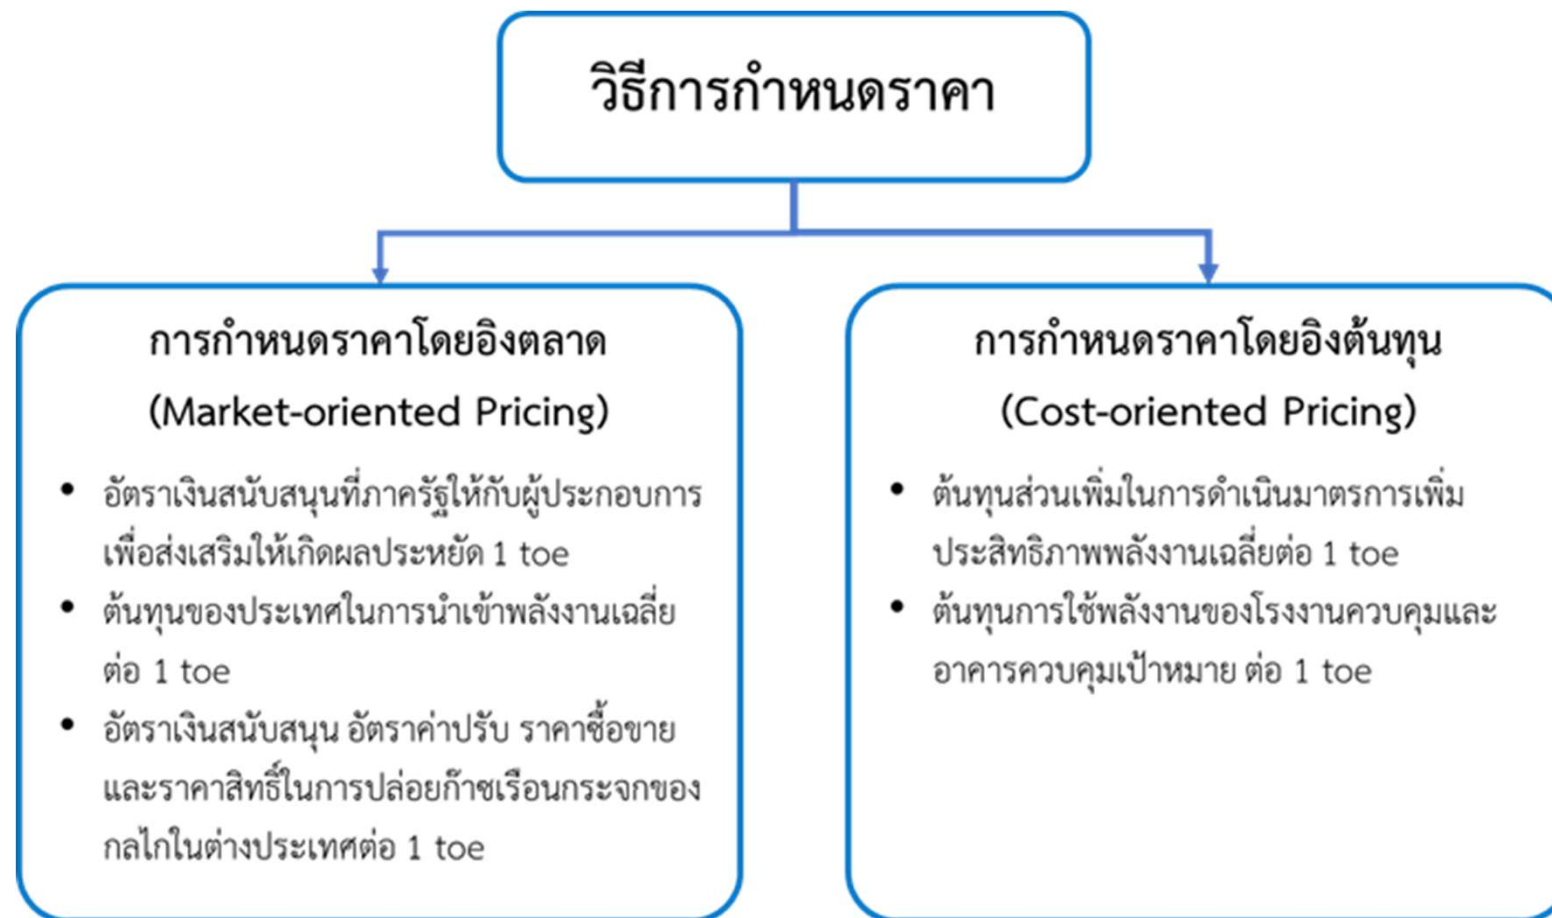 วิธีการกำหนดราคา
การกำหนดราคาโดยอิงตลาด
(Market-oriented Pricing)
• อัตราเงินสนับสนุนที่ภาครัฐให้กับผู้ประกอบการ
เพื่อส่งเสริมให้เกิดผลประหยัด 1 toe
• ต้นทุนของประเทศในการนำเข้าพลังงานเฉลี่ย
ต่อ 1 toe
• อัตราเงินสนับสนุน อัตราค่าปรับ ราคาซื้อขาย
และราคาสิทธิ์ในการปล่อยก๊าซเรือนกระจกของ
กลไกในต่างประเทศต่อ 1 toe
การกำหนดราคาโดยอิงต้นทุน
(Cost-oriented Pricing)
• ต้นทุนส่วนเพิ่มในการดำเนินมาตรการเพิ่ม
ประสิทธิภาพพลังงานเฉลี่ยต่อ 1 toe
• ต้นทุนการใช้พลังงานของโรงงานควบคุมและ
อาคารควบคุมเป้าหมาย ต่อ 1 toe